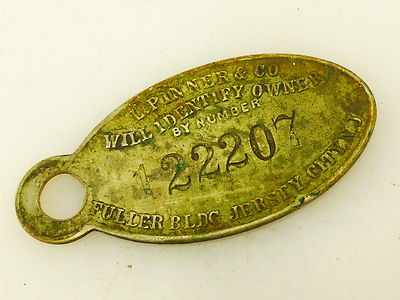 & CO.
WILL IDENTIFY OWNER
BY NUMBER
122207
FULLER BLDG. JERSEY CITY N.J.